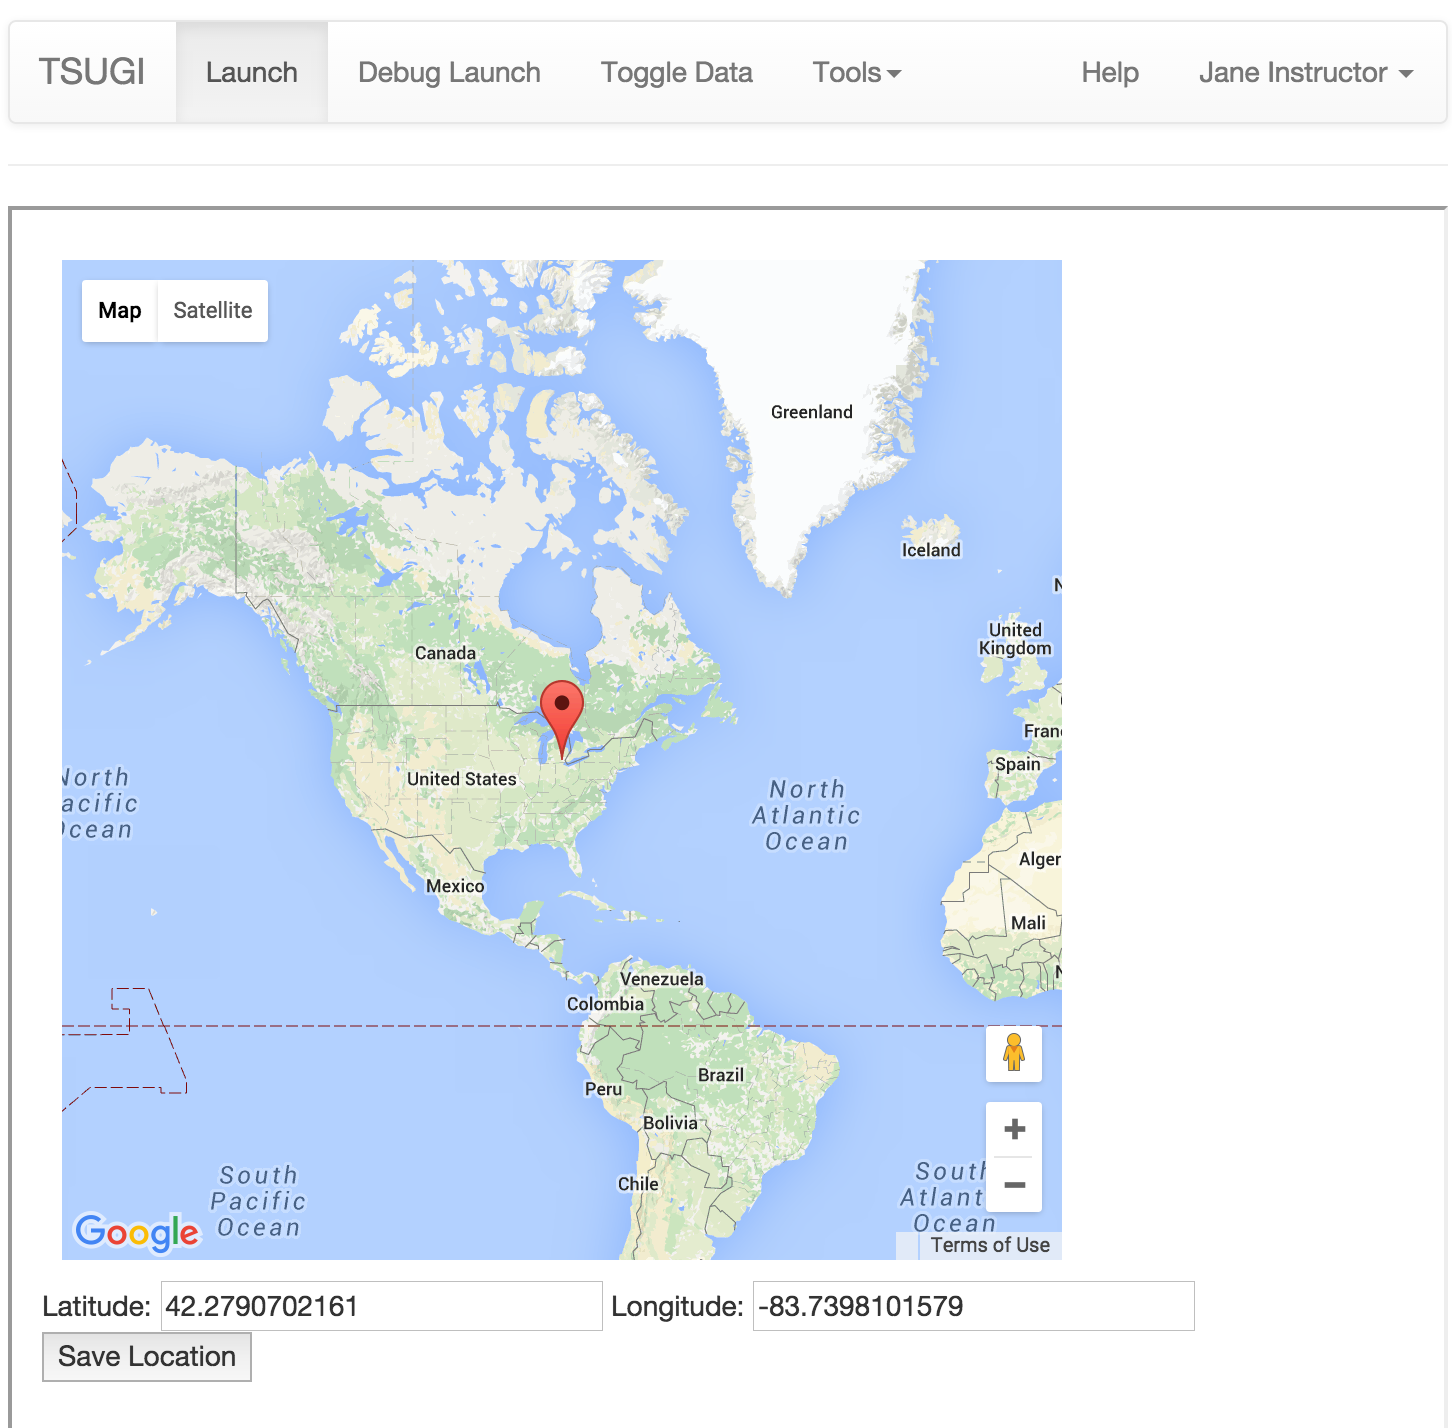 TSUGI Launch Debug Launch Toggle Data Tools Help Jane Instructor
Map Satellite
Greenland
Iceland
United
Kingdom
Canada
Fran
Spain
United States
North
acific
Ocean
North
Atlantic
Ocean
Alger
Mexico
Mali
N
N
Venezuela
Colombia
Brazil
Peru
Bolivia
Chile
South
Pacific
Ocean
South
Atlant
Ocean
Google
Terms of Use
Latitude: 42.2790702161 Longitude: -83.7398101579
Save Location